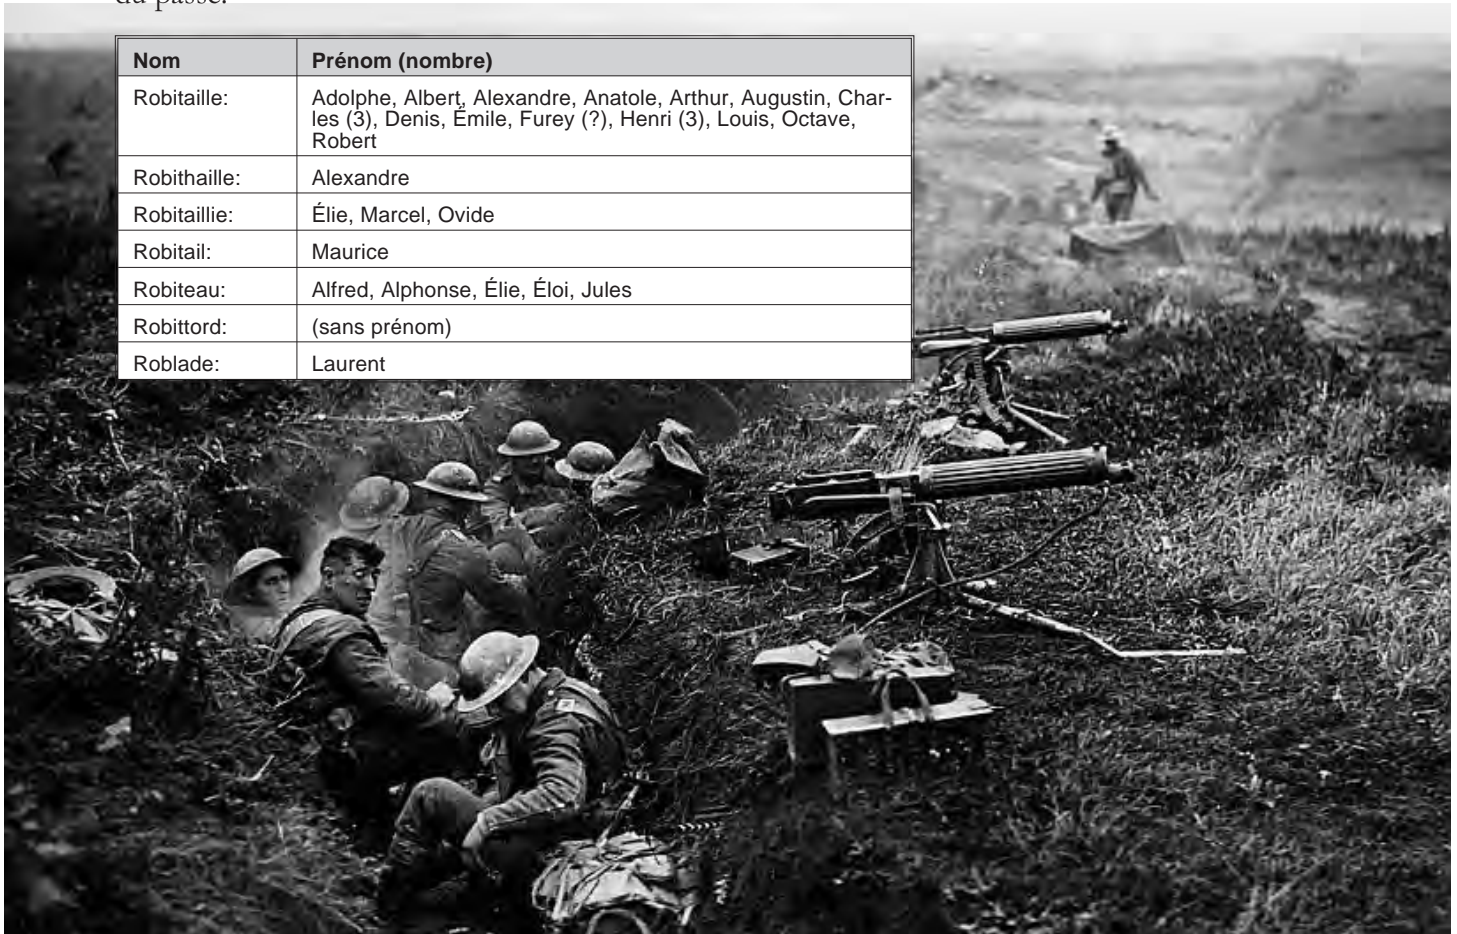 du passé.
Nom Prénom (nombre)
Robitaille: Adolphe, Albert, Alexandre, Anatole, Arthur, Augustin, Char-
les (3), Denis, Émile, Furey (?), Henri (3), Louis, Octave,
Robert
Robithaille: Alexandre
Robitaillie: Élie, Marcel, Ovide
Robitail: Maurice
Robiteau: Alfred, Alphonse, Élie, Éloi, Jules
Robittord: (sans prénom)
Roblade: Laurent